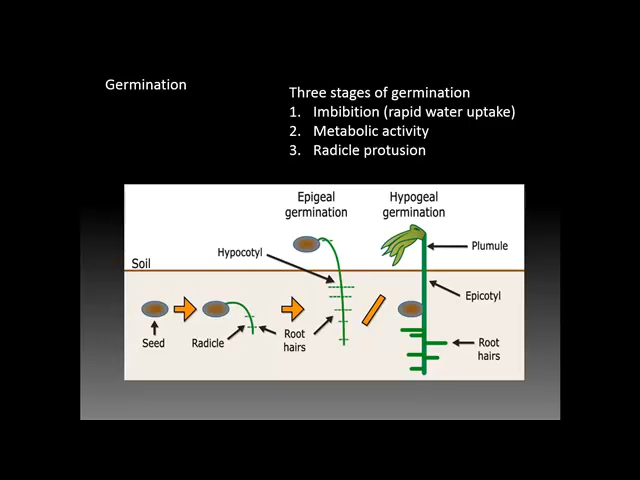 Germination
Three stages of germination
1. Imbibition (rapid water uptake)
2. Metabolic activity
3. Radicle protusion
Epigeal
germination
Hypogeal
germination
Hypocotyl
Plumule
Soil
Epicotyl
Seed
Radicle
Root
hairs
Root
hairs